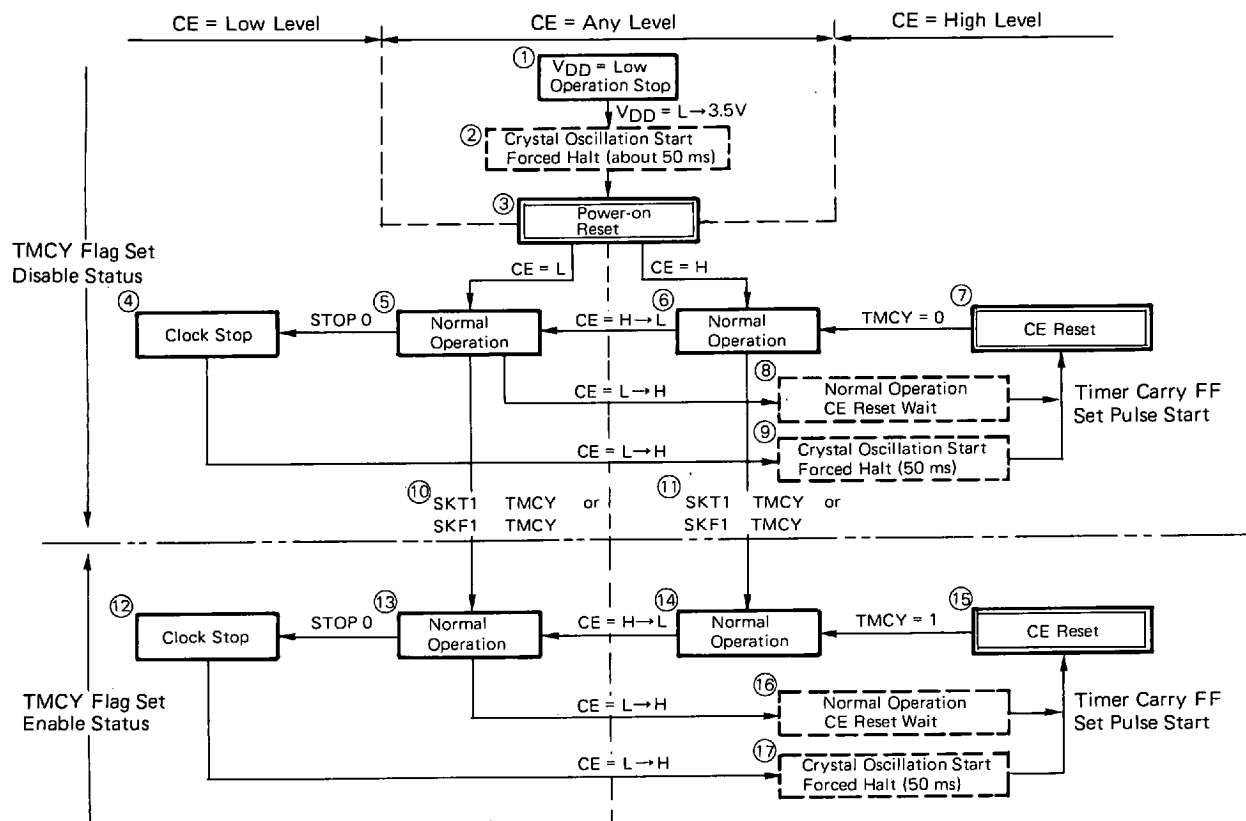 CE = Low Level
CE = Any Level
CE = High Level
①
VDD = Low
Operation Stop
VDD = L→3.5V
②
Crystal Oscillation Start
Forced Halt (about 50 ms)
③
Power-on
Reset
TMCY Flag Set
Disable Status
CE = L
CE = H
④
Clock Stop
STOP 0
⑤
Normal
Operation
CE = H→L
⑥
Normal
Operation
TMCY = 0
⑦
CE Reset
CE = L→H
⑧
Normal Operation
CE Reset Wait
Timer Carry FF
Set Pulse Start
CE = L→H
⑨
Crystal Oscillation Start
Forced Halt (50 ms)
⑩
SKT1 TMCY or
SKF1 TMCY
⑪
SKT1 TMCY or
SKF1 TMCY
⑫
Clock Stop
STOP 0
⑬
Normal
Operation
CE = H→L
⑭
Normal
Operation
TMCY = 1
⑮
CE Reset
TMCY Flag Set
Enable Status
CE = L→H
⑯
Normal Operation
CE Reset Wait
Timer Carry FF
Set Pulse Start
CE = L→H
⑰
Crystal Oscillation Start
Forced Halt (50 ms)